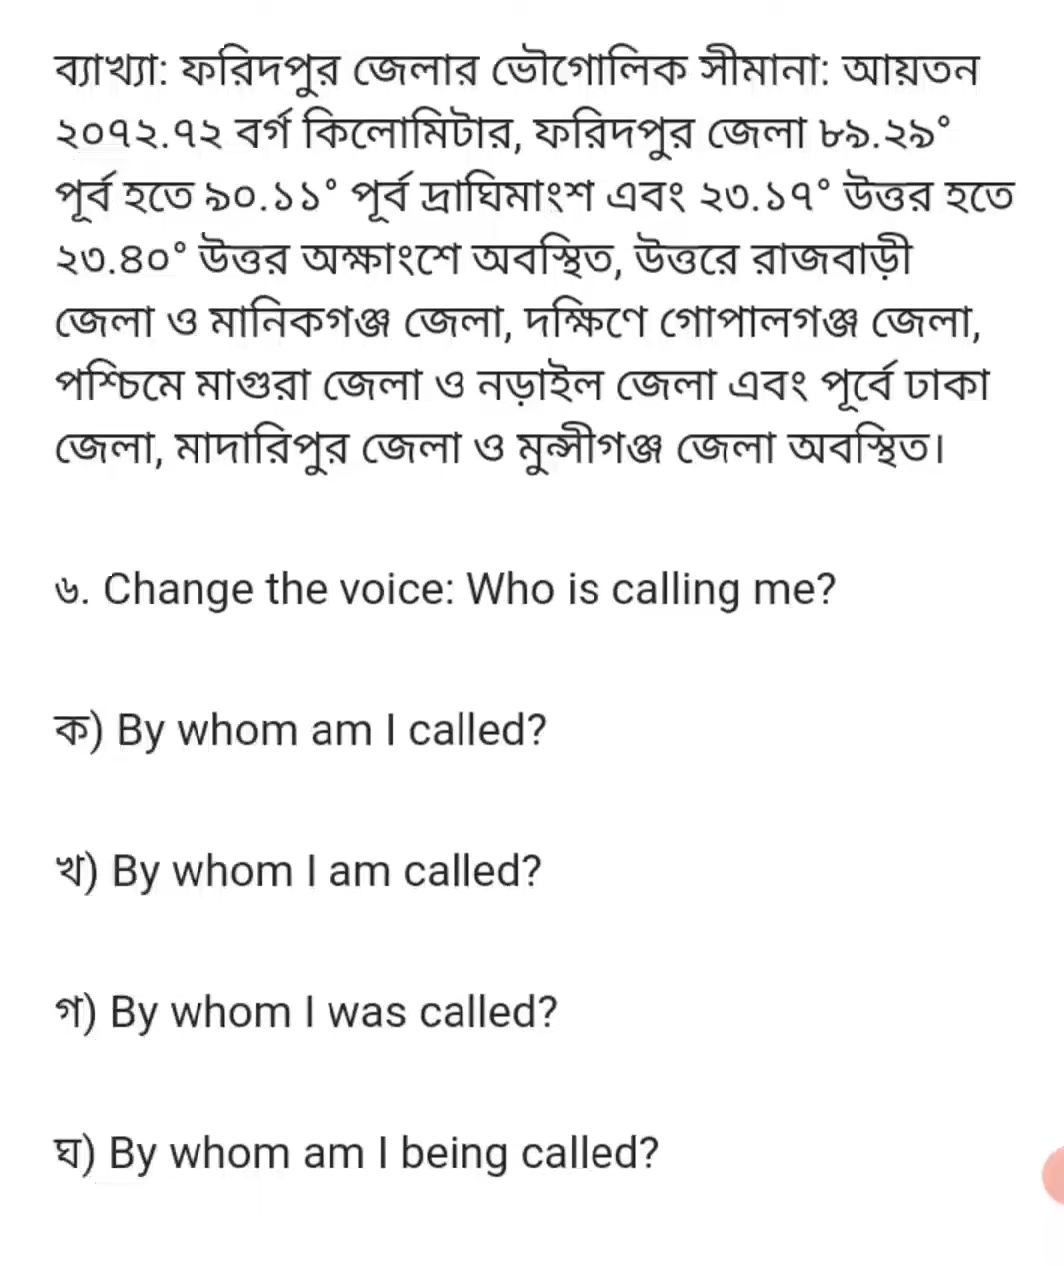 ব্যাখ্যা: ফরিদপুর জেলার ভৌগোলিক সীমানা: আয়তন
২০৭২.৭২ বর্গ কিলোমিটার, ফরিদপুর জেলা ৮৯.২৯°
পূর্ব হতে ৯০.১১° পূর্ব দ্রাঘিমাংশ এবং ২৩.১৭° উত্তর হতে
২৩.৪০° উত্তর অক্ষাংশে অবস্থিত, উত্তরে রাজবাড়ী
জেলা ও মানিকগঞ্জ জেলা, দক্ষিণে গোপালগঞ্জ জেলা,
পশ্চিমে মাগুরা জেলা ও নড়াইল জেলা এবং পূর্বে ঢাকা
জেলা, মাদারিপুর জেলা ও মুন্সীগঞ্জ জেলা অবস্থিত।
৬. Change the voice: Who is calling me?
ক) By whom am I called?
খ) By whom I am called?
গ) By whom I was called?
ঘ) By whom am I being called?